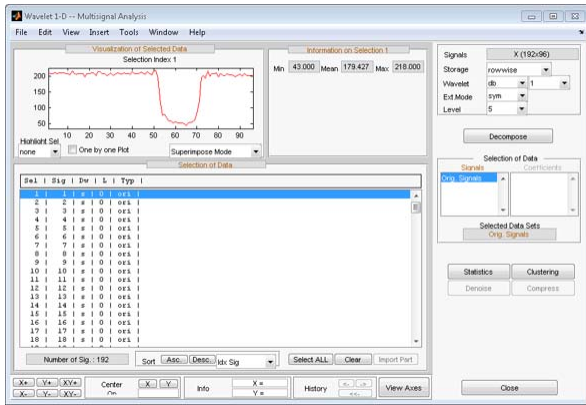 Wavelet 1-D -- Multisignal Analysis
File Edit View Insert Tools Window Help
Visualization of Selected Data
Selection Index 1
200
150
100
50
10 20 30 40 50 60 70 80 90
Highlight Sel
none
One by one Plot
Superimpose Mode
Information on Selection 1
Min 43.000 Mean 179.427 Max 218.000
Selection of Data
Sel | Sig | Dw | L | Typ |
1 | 1 | s | 0 | ori |
2 | 2 | s | 0 | ori |
3 | 3 | s | 0 | ori |
4 | 4 | s | 0 | ori |
5 | 5 | s | 0 | ori |
6 | 6 | s | 0 | ori |
7 | 7 | s | 0 | ori |
8 | 8 | s | 0 | ori |
9 | 9 | s | 0 | ori |
10 | 10 | s | 0 | ori |
11 | 11 | s | 0 | ori |
12 | 12 | s | 0 | ori |
13 | 13 | s | 0 | ori |
14 | 14 | s | 0 | ori |
15 | 15 | s | 0 | ori |
16 | 16 | s | 0 | ori |
17 | 17 | s | 0 | ori |
18 | 18 | s | 0 | ori |
Number of Sig. : 192
Sort Asc. Desc. Idx Sig
Select ALL Clear Import Part
X+ Y+ XY+
X- Y- XY-
Center
On
X Y
Info
X =
Y =
History
<- ->
<<-
View Axes
Signals X (192x96)
Storage rowwise
Wavelet db 1
Ext.Mode sym
Level 5
Decompose
Selection of Data
Signals Coefficients
Orig. Signals
Selected Data Sets
Orig. Signals
Statistics Clustering
Denoise Compress
Close